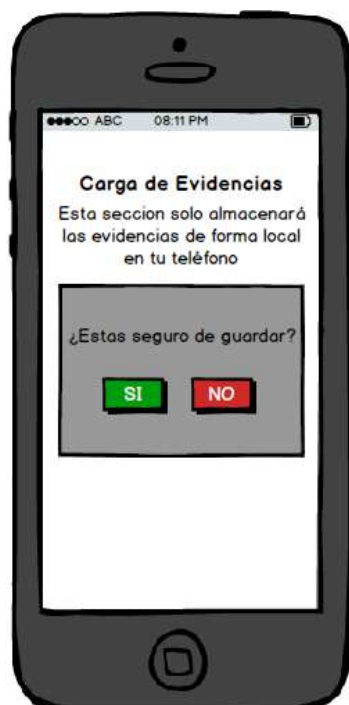 ABC 08:11 PM
Carga de Evidencias
Esta seccion solo almacenará
las evidencias de forma local
en tu teléfono
¿Estas seguro de guardar?
SI NO